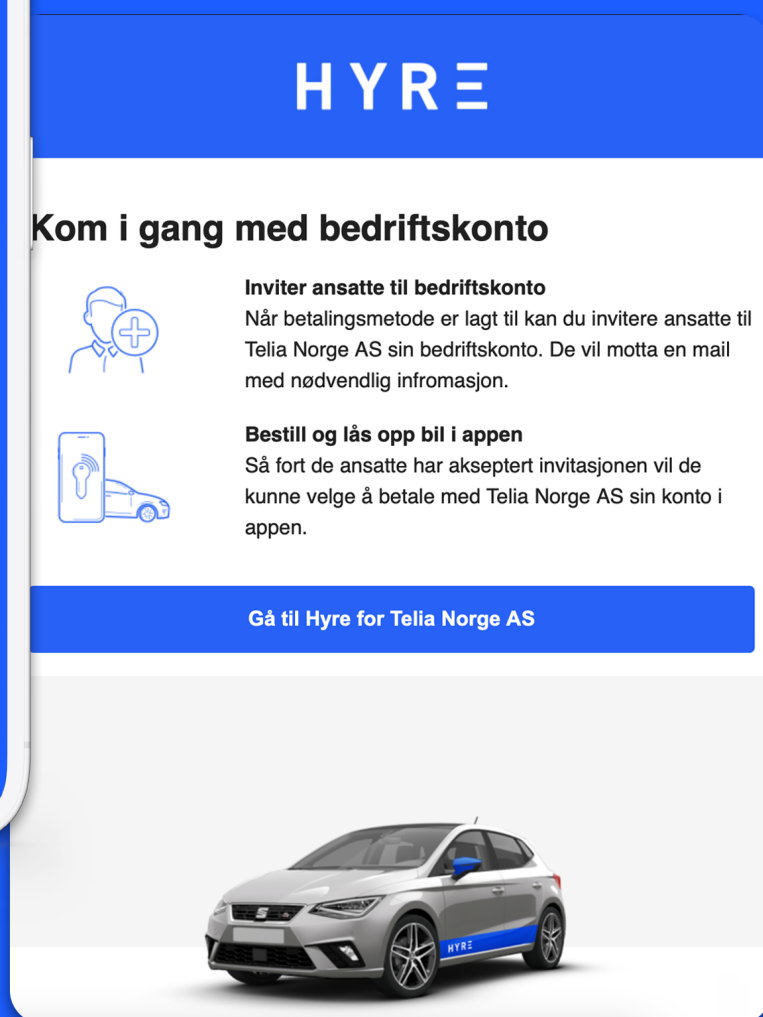 HYRE
Kom i gang med bedriftskonto
Inviter ansatte til bedriftskonto
Når betalingsmetode er lagt til kan du invitere ansatte til
Telia Norge AS sin bedriftskonto. De vil motta en mail
med nødvendlig infromasjon.
Bestill og lås opp bil i appen
Så fort de ansatte har akseptert invitasjonen vil de
kunne velge å betale med Telia Norge AS sin konto i
appen.
Gå til Hyre for Telia Norge AS
HYRE